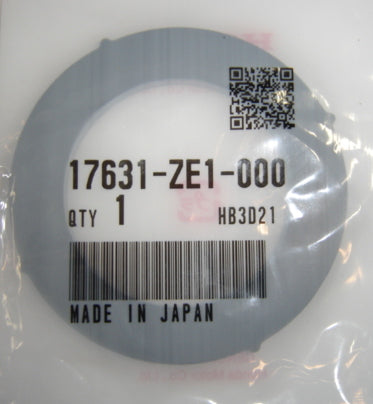 17631-ZE1-000
QTY 1 HB3D21
MADE IN JAPAN